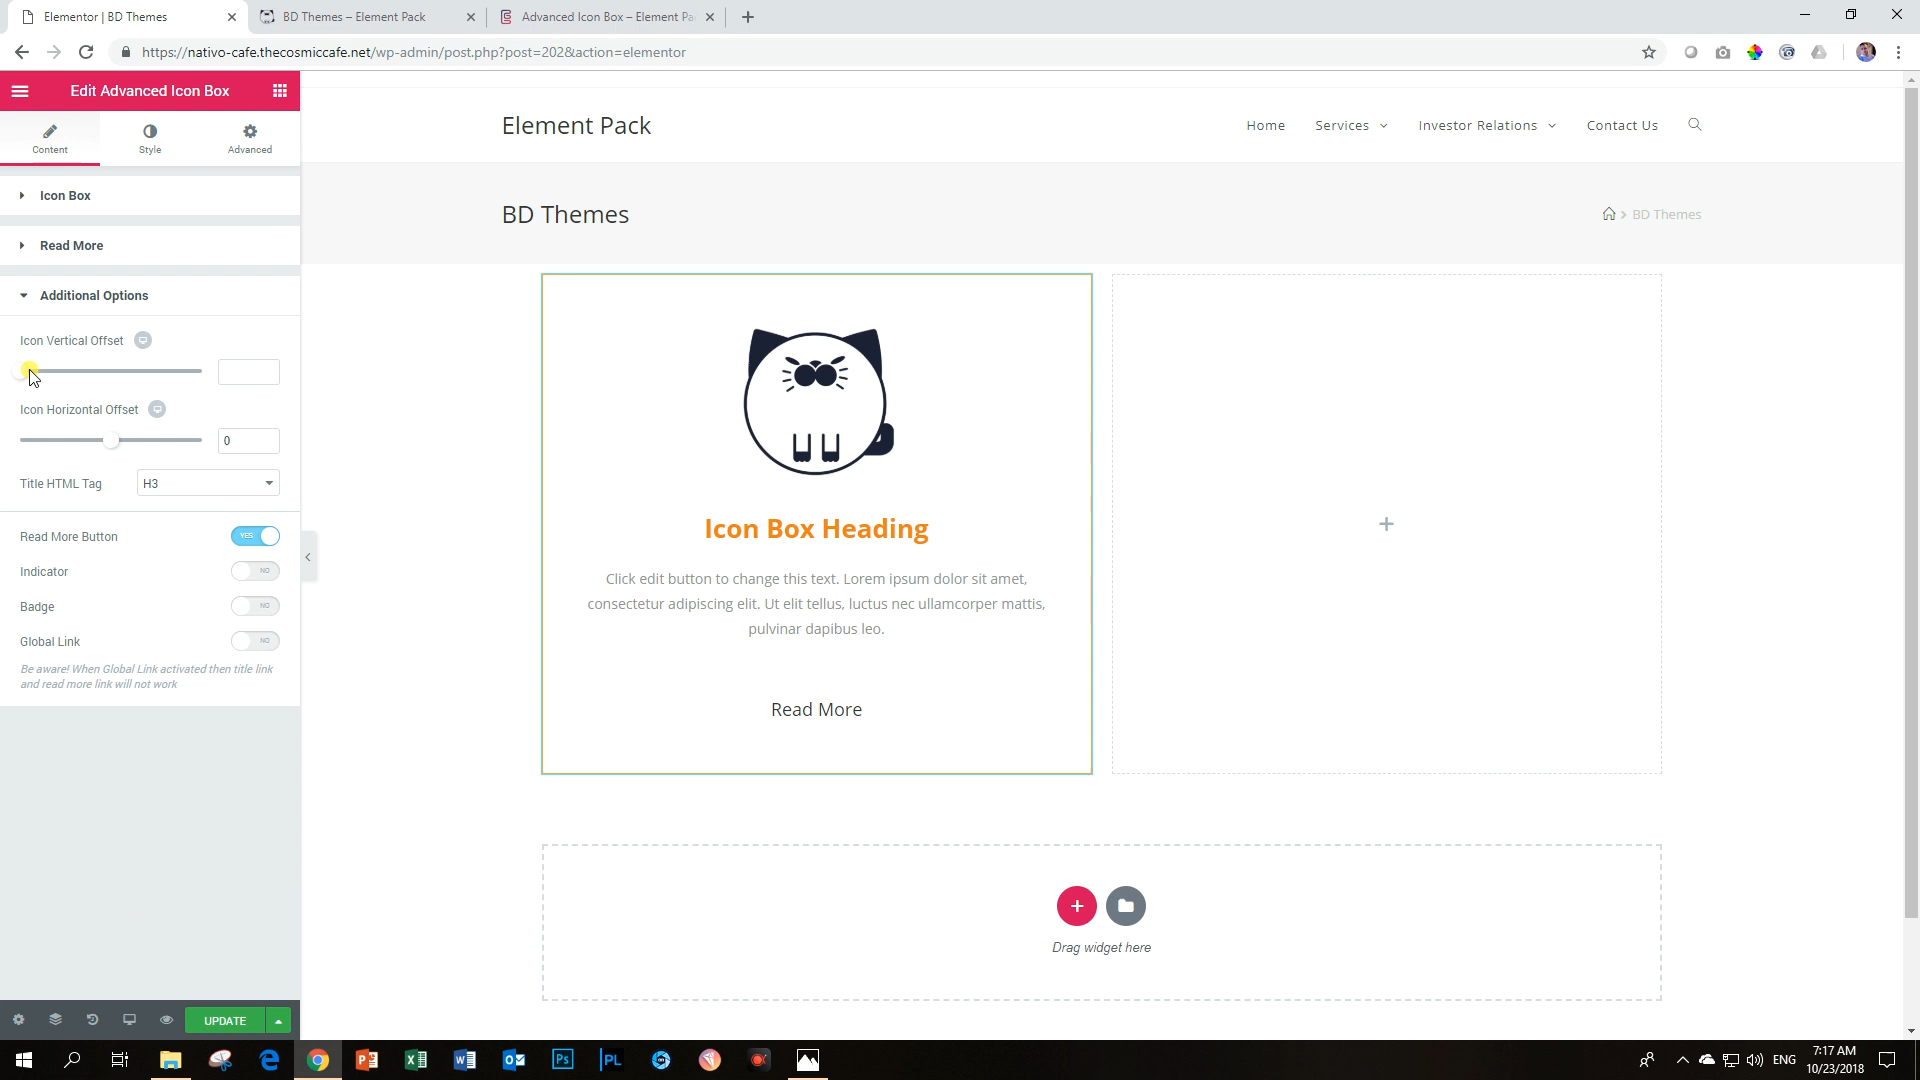 Elementor | BD Themes
BD Themes – Element Pack
Advanced Icon Box – Element Pa
https://nativo-cafe.thecosmiccafe.net/wp-admin/post.php?post=202&action=elementor
Edit Advanced Icon Box
Content
Style
Advanced
Icon Box
Read More
Additional Options
Icon Vertical Offset
Icon Horizontal Offset
0
Title HTML Tag
H3
Read More Button
YES
Indicator
NO
Badge
NO
Global Link
NO
Be aware! When Global Link activated then title link
and read more link will not work
UPDATE
Element Pack
Home
Services
Investor Relations
Contact Us
BD Themes
> BD Themes
Icon Box Heading
Click edit button to change this text. Lorem ipsum dolor sit amet,
consectetur adipiscing elit. Ut elit tellus, luctus nec ullamcorper mattis,
pulvinar dapibus leo.
Read More
Drag widget here
Ps
PL
ENG
7:17 AM
10/23/2018